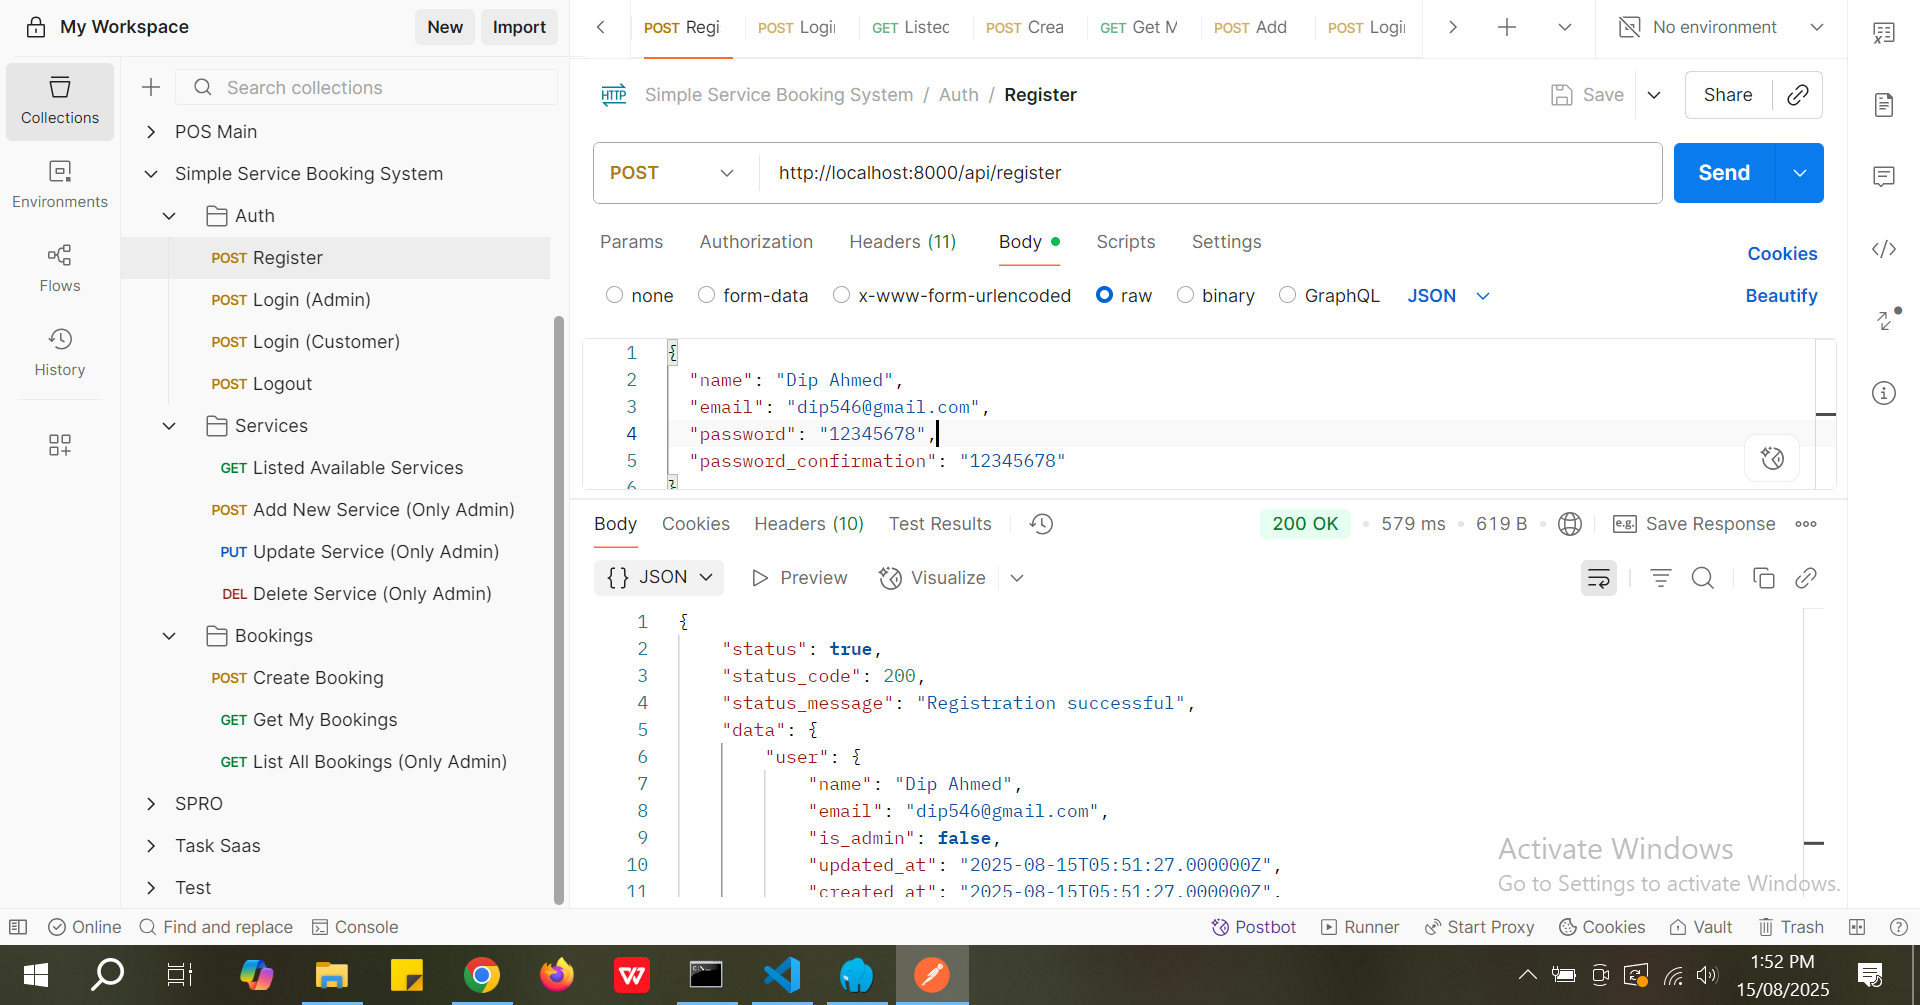 My Workspace
New
Import
POST Regi
POST Logi
GET Listec
POST Crea
GET Get M
POST Add
POST Logi
No environment
Collections
Environments
Flows
History
Search collections
POS Main
Simple Service Booking System
Auth
POST Register
POST Login (Admin)
POST Login (Customer)
POST Logout
Services
GET Listed Available Services
POST Add New Service (Only Admin)
PUT Update Service (Only Admin)
DEL Delete Service (Only Admin)
Bookings
POST Create Booking
GET Get My Bookings
GET List All Bookings (Only Admin)
SPRO
Task Saas
Test
HTTP Simple Service Booking System / Auth / Register
Save
Share
POST http://localhost:8000/api/register
Send
Params Authorization Headers (11) Body Scripts Settings
Cookies
none form-data x-www-form-urlencoded raw binary GraphQL JSON
Beautify
1 {
2 "name": "Dip Ahmed",
3 "email": "dip546@gmail.com",
4 "password": "12345678",
5 "password_confirmation": "12345678"
6 }
Body Cookies Headers (10) Test Results
200 OK 579 ms 619 B
e.g. Save Response
{} JSON Preview Visualize
1 {
2 "status": true,
3 "status_code": 200,
4 "status_message": "Registration successful",
5 "data": {
6 "user": {
7 "name": "Dip Ahmed",
8 "email": "dip546@gmail.com",
9 "is_admin": false,
10 "updated_at": "2025-08-15T05:51:27.000000Z",
11 "created_at": "2025-08-15T05:51:27.000000Z",
Activate Windows
Go to Settings to activate Windows.
Online Find and replace Console
Postbot Runner Start Proxy Cookies Vault Trash
1:52 PM
15/08/2025